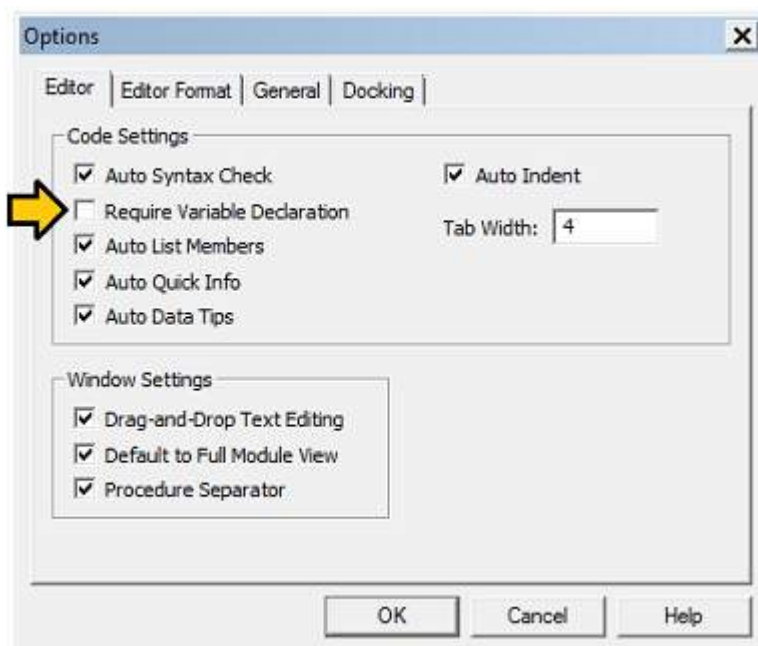 Options
Editor Editor Format General Docking
Code Settings
Auto Syntax Check Auto Indent
Require Variable Declaration
Tab Width: 4
Auto List Members
Auto Quick Info
Auto Data Tips
Window Settings
Drag-and-Drop Text Editing
Default to Full Module View
Procedure Separator
OK Cancel Help